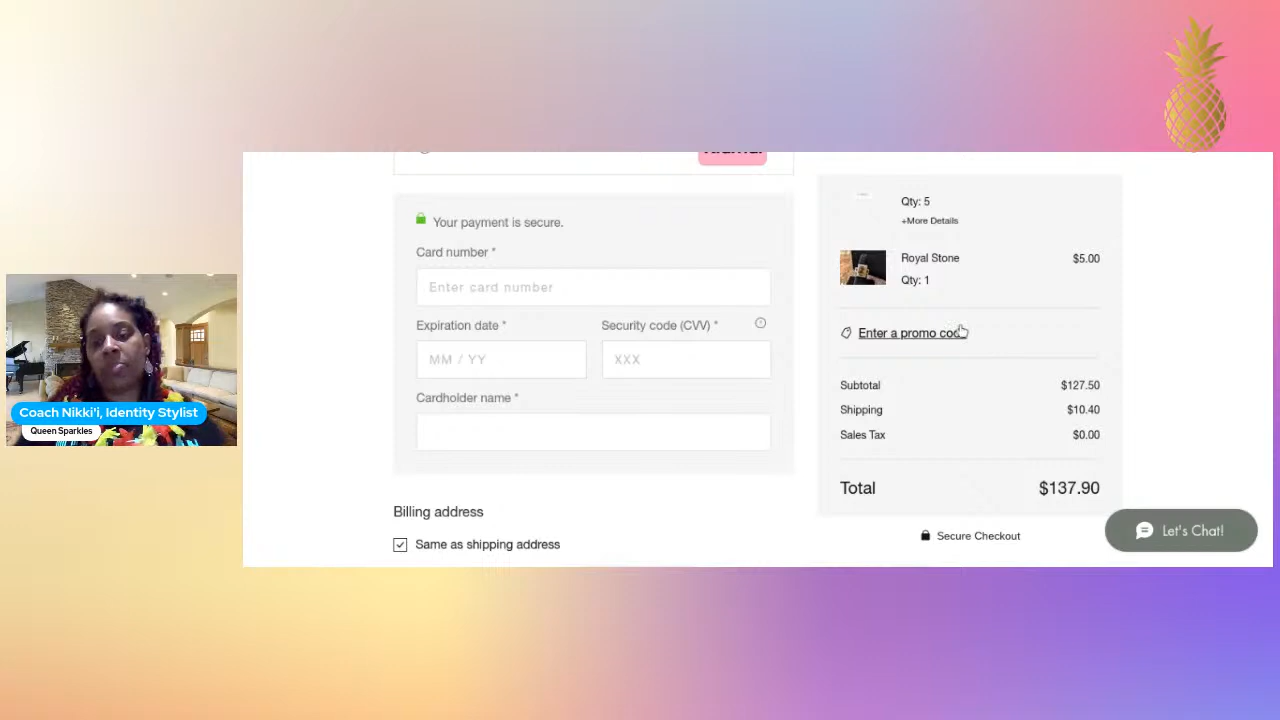 Your payment is secure.
Card number *
Enter card number
Expiration date *
Security code (CVV) *
MM / YY
XXX
Cardholder name *
Billing address
Same as shipping address
Qty: 5
+More Details
Royal Stone
$5.00
Qty: 1
Enter a promo code
Subtotal
$127.50
Shipping
$10.40
Sales Tax
$0.00
Total
$137.90
Secure Checkout
Let's Chat!
Coach Nikki'i, Identity Stylist
Queen Sparkles